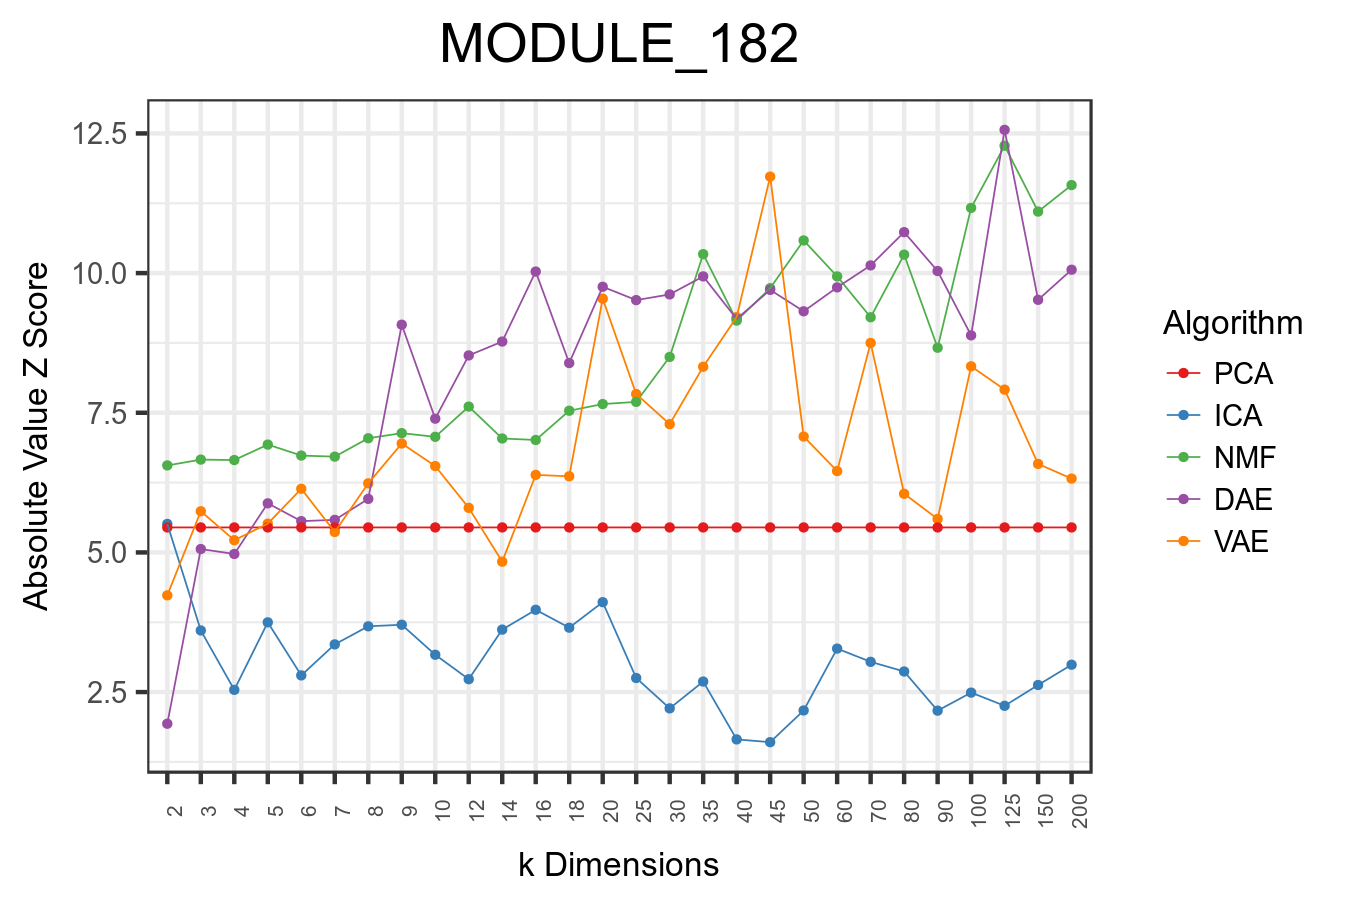 MODULE_182
Absolute Value Z Score
12.5
10.0
7.5
5.0
2.5
2 3 4 5 6 7 8 9 10 12 14 16 18 20 25 30 35 40 45 50 60 70 80 90 100 125 150 200
k Dimensions
Algorithm
PCA
ICA
NMF
DAE
VAE